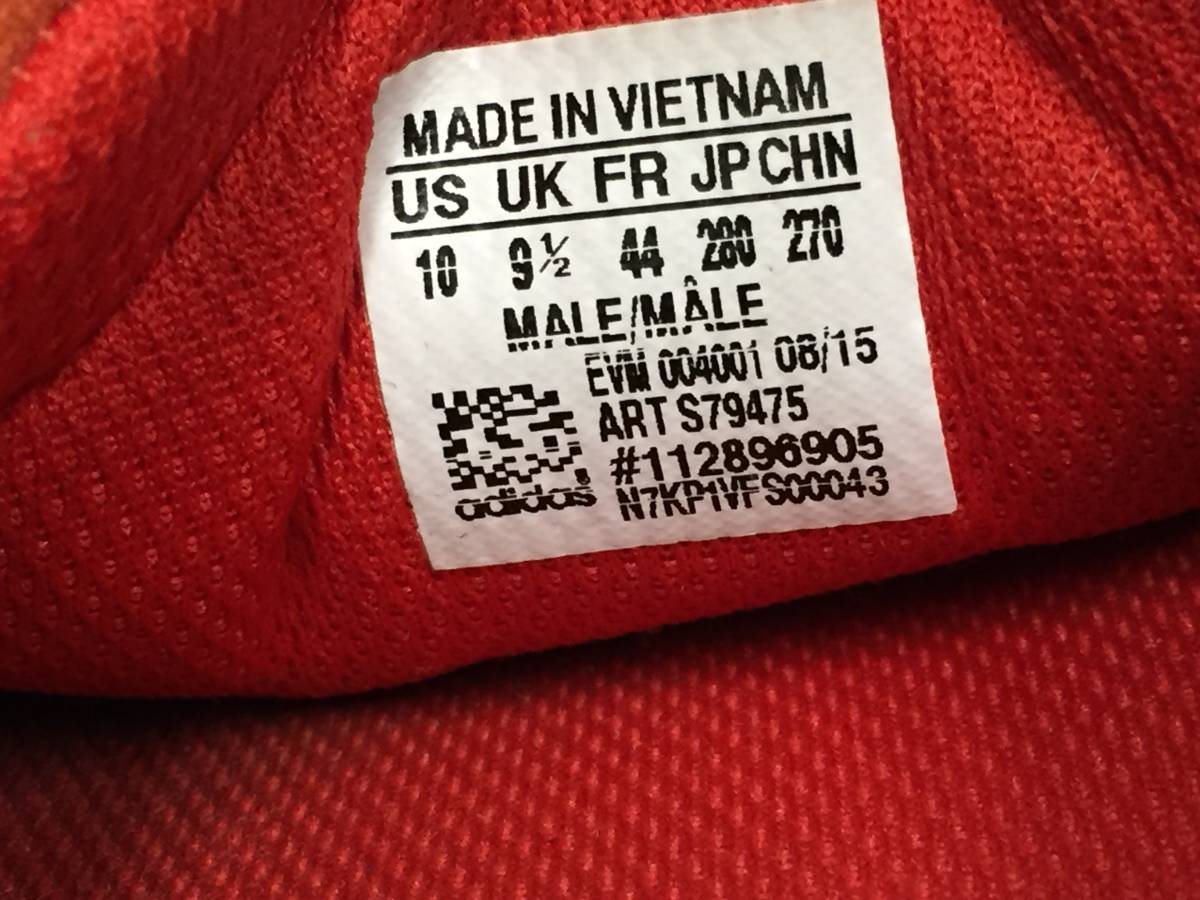 MADE IN VIETNAM
US UK FR JP CHN
10 9½ 44 280 270
MALE/MÂLE
EVM 004001 08/15
ART S79475
#112896905
adidas® N7KP1VFS00043